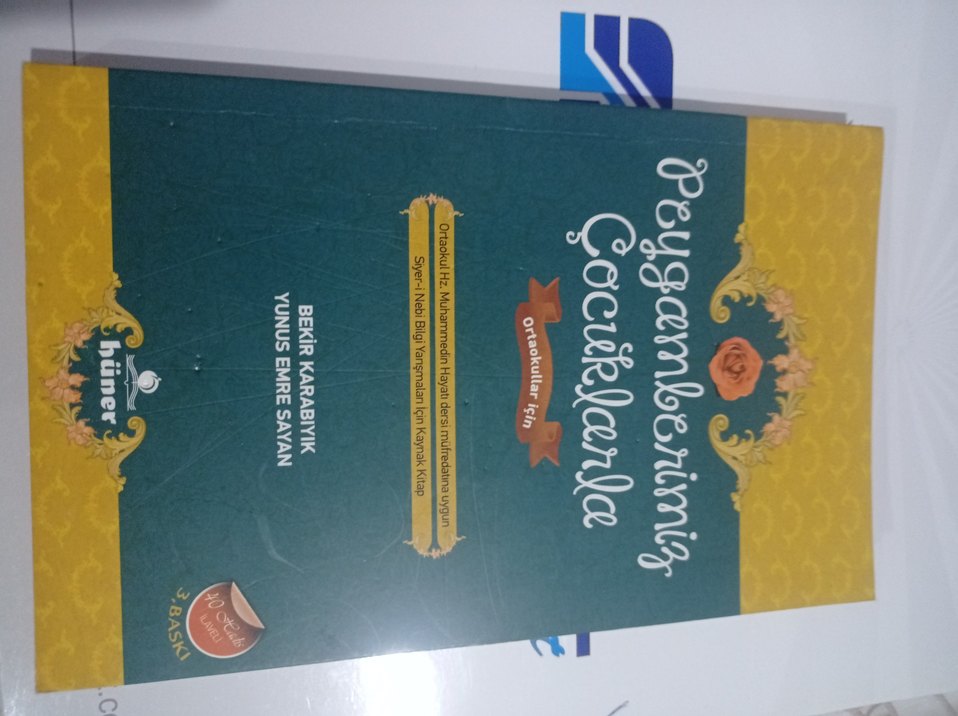 Peygamberimiz
Çocuklarla
Ortaokullar için
Ortaokul Hz. Muhammedin Hayatı dersi müfredatına uygun
Siyer-i Nebi Bilgi Yarışmaları İçin Kaynak Kitap
BEKİR KARABIYIK
YUNUS EMRE SAYAN
40 Hadis
İLAVELİ
3. BASKI
hüner